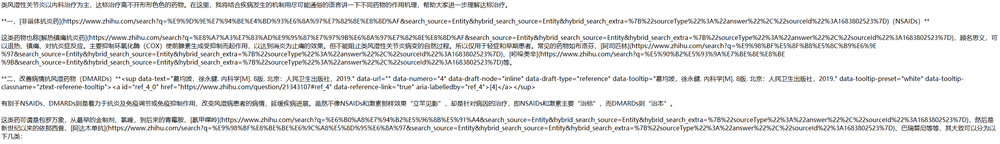 类风湿性关节炎以内科治疗为主，达标治疗离不开形形色色的药物。在这里，我将结合疾病发生的机制用尽可能通俗的语言讲一下不同药物的作用机理，帮助大家进一步理解达标治疗。
**一，[非甾体抗炎药](https://www.zhihu.com/search?q=%E9%9D%9E%E7%94%BE%E4%BD%93%E6%8A%97%E7%82%8E%E8%8D%AF&search_source=Entity&hybrid_search_source=Entity&hybrid_search_extra=%7B%22sourceType%22%3A%22answer%22%2C%22sourceId%22%3A1683802523%7D)（NSAIDs）**
这类药物也称[解热镇痛抗炎药](https://www.zhihu.com/search?q=%E8%A7%A3%E7%83%AD%E9%95%87%E7%97%9B%E6%8A%97%E7%82%8E%E8%8D%AF&search_source=Entity&hybrid_search_source=Entity&hybrid_search_extra=%7B%22sourceType%22%3A%22answer%22%2C%22sourceId%22%3A1683802523%7D)，顾名思义，可
以退热、镇痛、对抗炎症反应。主要抑制环氧化酶（COX）使前腺素生成受抑制而起作用，以达到消炎为止痛的效果。但不能阻止类风湿性关节炎病变的自然过程。所以仅用于轻症和早期患者。常见的药物如布洛芬、[阿司匹林](https://www.zhihu.com/search?q=%E9%98%BF%E5%8F%B8%E5%8C%B9%E6%9E
%97&search_source=Entity&hybrid_search_source=Entity&hybrid_search_extra=%7B%22sourceType%22%3A%22answer%22%2C%22sourceId%22%3A1683802523%7D)、[吲哚美辛](https://www.zhihu.com/search?q=%E5%90%B2%E5%93%9A%E7%BE%8E%E8%BE
%9B&search_source=Entity&hybrid_search_source=Entity&hybrid_search_extra=%7B%22sourceType%22%3A%22answer%22%2C%22sourceId%22%3A1683802523%7D)等。
**二，改善病情抗风湿药物（DMARDs）**<sup data-text="葛均波，徐永健. 内科学[M]. 8版. 北京：人民卫生出版社，2019." data-url="" data-numero="4" data-draft-node="inline" data-draft-type="reference" data-tooltip="葛均波，徐永健. 内科学[M]. 8版. 北京：人民卫生出版社，2019." data-tooltip-preset="white" data-tooltip-
classname="ztext-referene-tooltip"><a id="ref_4_0" href="https://www.zhihu.com/question/21343107#ref_4" data-reference-link="true" aria-labelledby="ref_4">[4]</a></sup>
有别于NSAIDs，DMARDs则是着力于抗炎及免疫调节或免疫抑制作用，改变风湿病患者的病情，延缓疾病进展。虽然不像NSAIDs和激素那样效果“立竿见影”，却是针对病因的治疗，即NSAIDs和激素主要“治标”，而DMARDs则“治本”。
这类药可谓是包罗万象，从最早的金制剂、氯喹，到后来的青霉胺、[氨甲喋呤](https://www.zhihu.com/search?q=%E6%B0%A8%E7%94%B2%E5%96%8B%E5%91%A4&search_source=Entity&hybrid_search_source=Entity&hybrid_search_extra=%7B%22sourceType%22%3A%22answer%22%2C%22sourceId%22%3A1683802523%7D)，然后是
新世纪以来的依那西普、[阿达木单抗](https://www.zhihu.com/search?q=%E9%98%BF%E8%BE%BE%E6%9C%A8%E5%8D%95%E6%8A%97&search_source=Entity&hybrid_search_source=Entity&hybrid_search_extra=%7B%22sourceType%22%3A%22answer%22%2C%22sourceId%22%3A1683802523%7D)、巴瑞替尼等等，其大致可以分为以
下几类：